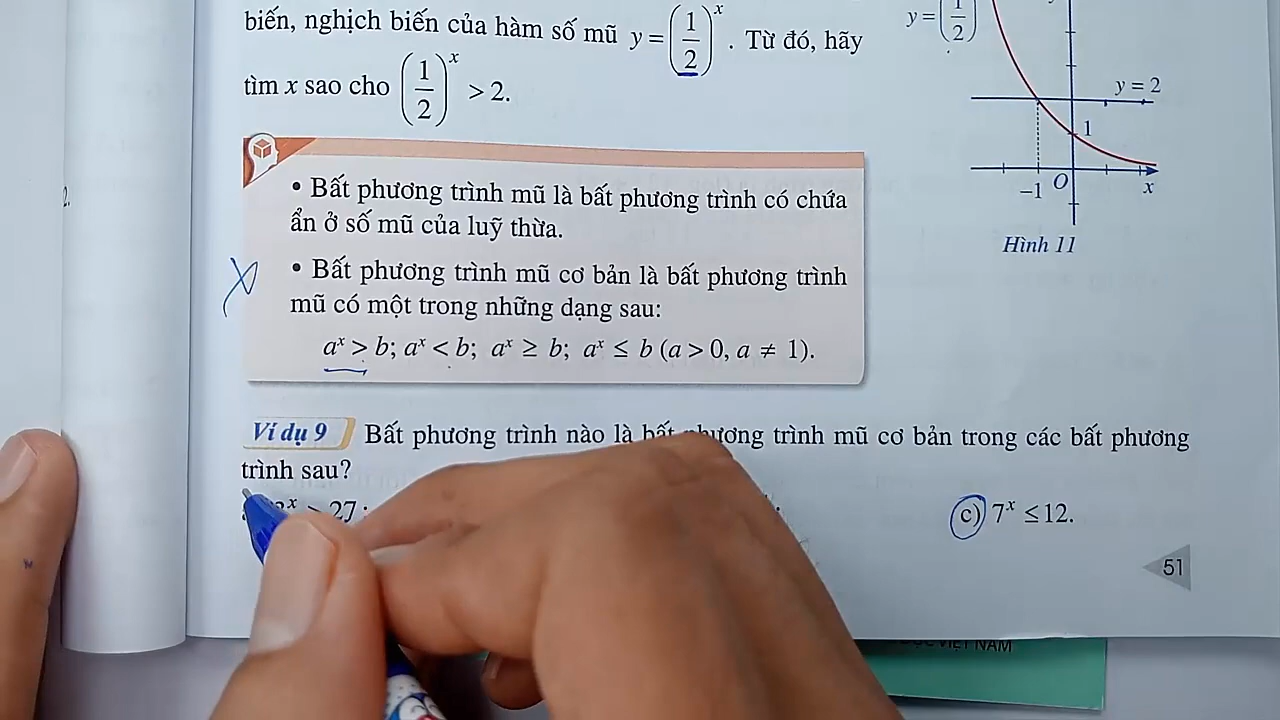 biến, nghịch biến của hàm số mũ y = (1/2)^x. Từ đó, hãy
tìm x sao cho (1/2)^x > 2.
• Bất phương trình mũ là bất phương trình có chứa
ẩn ở số mũ của luỹ thừa.
• Bất phương trình mũ cơ bản là bất phương trình
mũ có một trong những dạng sau:
a^x > b; a^x < b; a^x ≥ b; a^x ≤ b (a > 0, a ≠ 1).
y = (1/2)
y = 2
1
−1 O x
Hình 11
Ví dụ 9 Bất phương trình nào là bất phương trình mũ cơ bản trong các bất phương
trình sau?
27; c) 7^x ≤ 12.
51
VIỆT NAM